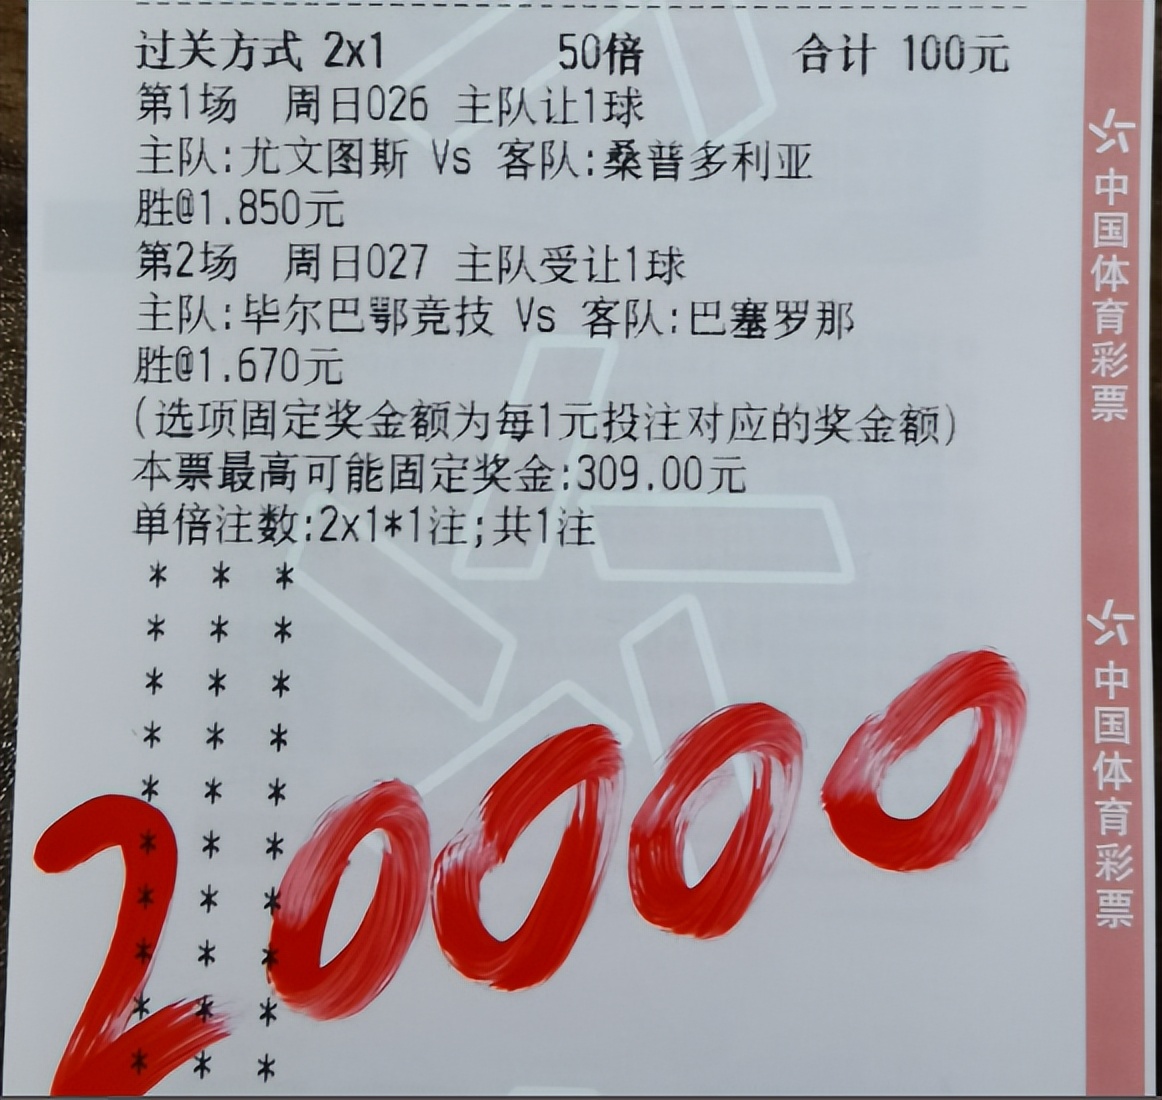 过关方式 2x1 50倍 合计 100元
第1场 周日026 主队让1球
主队:尤文图斯 Vs 客队:桑普多利亚
胜@1.850元
第2场 周日027 主队受让1球
主队:毕尔巴鄂竞技 Vs 客队:巴塞罗那
胜@1.670元
(选项固定奖金额为每1元投注对应的奖金额)
本票最高可能固定奖金:309.00元
单倍注数:2x1*1注;共1注
* * *
* * *
* * *
* * *
* * *
* * *
* * *
* * *
* * *
* * *
20000
中国体育彩票
中国体育彩票